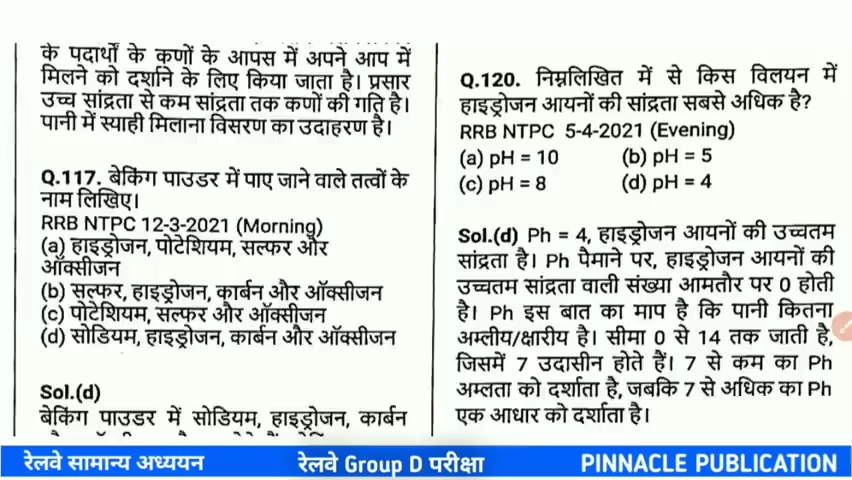 के पदार्थों के कणों के आपस में अपने आप में
मिलने को दर्शाने के लिए किया जाता है। प्रसार
उच्च सांद्रता से कम सांद्रता तक कणों की गति है।
पानी में स्याही मिलाना विसरण का उदाहरण है।
Q.117. बेकिंग पाउडर में पाए जाने वाले तत्वों के
नाम लिखिए।
RRB NTPC 12-3-2021 (Morning)
(a) हाइड्रोजन, पोटेशियम, सल्फर और
ऑक्सीजन
(b) सल्फर, हाइड्रोजन, कार्बन और ऑक्सीजन
(c) पोटेशियम, सल्फर और ऑक्सीजन
(d) सोडियम, हाइड्रोजन, कार्बन और ऑक्सीजन
Sol.(d)
बेकिंग पाउडर में सोडियम, हाइड्रोजन, कार्बन
Q.120. निम्नलिखित में से किस विलयन में
हाइड्रोजन आयनों की सांद्रता सबसे अधिक है?
RRB NTPC 5-4-2021 (Evening)
(a) pH = 10 (b) pH = 5
(c) pH = 8 (d) pH = 4
Sol.(d) Ph = 4, हाइड्रोजन आयनों की उच्चतम
सांद्रता है। Ph पैमाने पर, हाइड्रोजन आयनों की
उच्चतम सांद्रता वाली संख्या आमतौर पर 0 होती
है। Ph इस बात का माप है कि पानी कितना
अम्लीय/क्षारीय है। सीमा 0 से 14 तक जाती है,
जिसमें 7 उदासीन होते हैं। 7 से कम का Ph
अम्लता को दर्शाता है, जबकि 7 से अधिक का Ph
एक आधार को दर्शाता है।
रेलवे सामान्य अध्ययन रेलवे Group D परीक्षा PINNACLE PUBLICATION